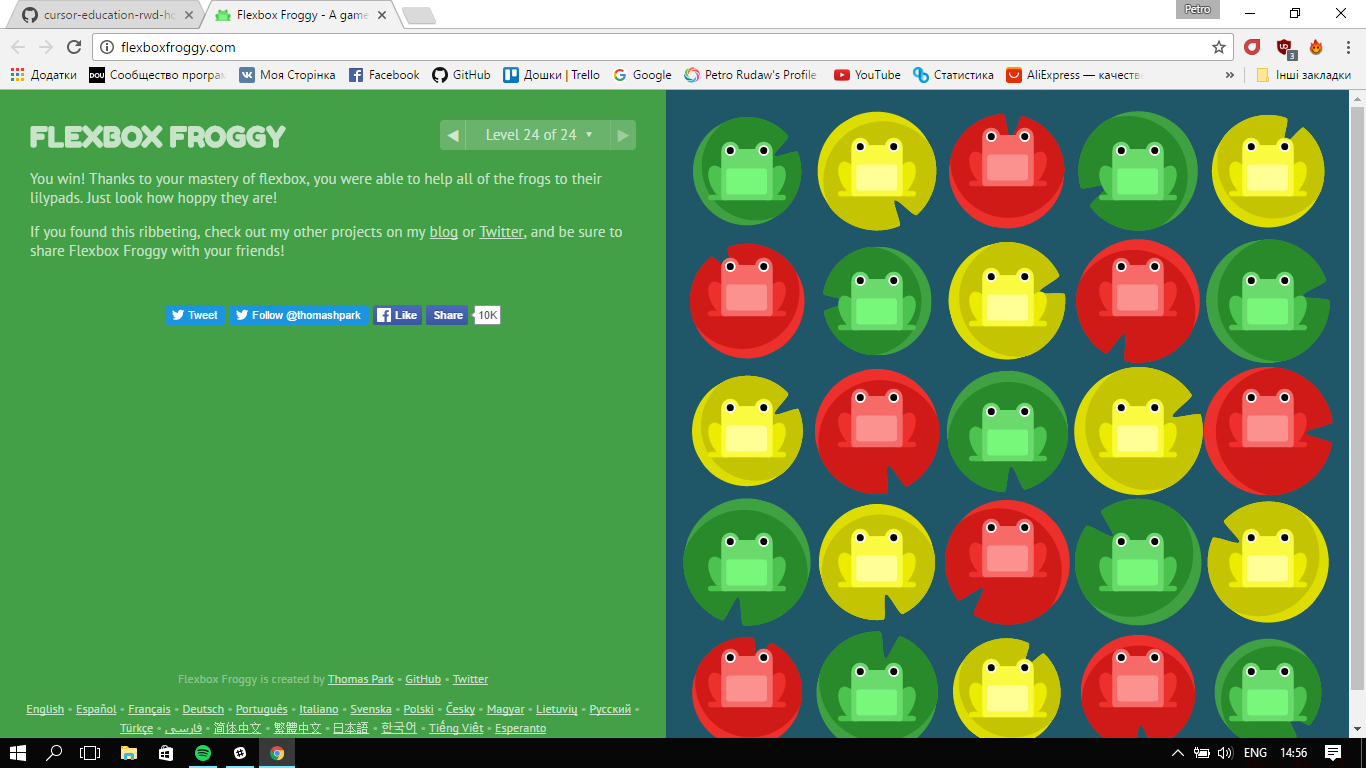 cursor-education-rwd-ho
Flexbox Froggy - A game
Petro
flexboxfroggy.com
3
Додатки
DOU
Сообщество програм
Моя Сторінка
Facebook
GitHub
Дошки | Trello
Google
Petro Rudaw's Profile
YouTube
Статистика
AliExpress — качестве
»
Інші закладки
FLEXBOX FROGGY
◀ Level 24 of 24 ▼ ▶
You win! Thanks to your mastery of flexbox, you were able to help all of the frogs to their
lilypads. Just look how hoppy they are!
If you found this ribbeting, check out my other projects on my blog or Twitter, and be sure to
share Flexbox Froggy with your friends!
Tweet
Follow @thomashpark
Like
Share
10K
Flexbox Froggy is created by Thomas Park • GitHub • Twitter
English • Español • Français • Deutsch • Português • Italiano • Svenska • Polski • Česky • Magyar • Lietuvių • Русский •
Türkçe • فارسی • 简体中文 • 繁體中文 • 日本語 • 한국어 • Tiếng Việt • Esperanto
ENG
14:56